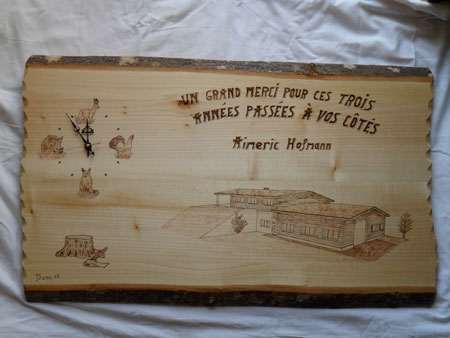 UN GRAND MERCI POUR CES TROIS
ANNÉES PASSÉES À VOS CÔTÉS
Aimeric Hofmann